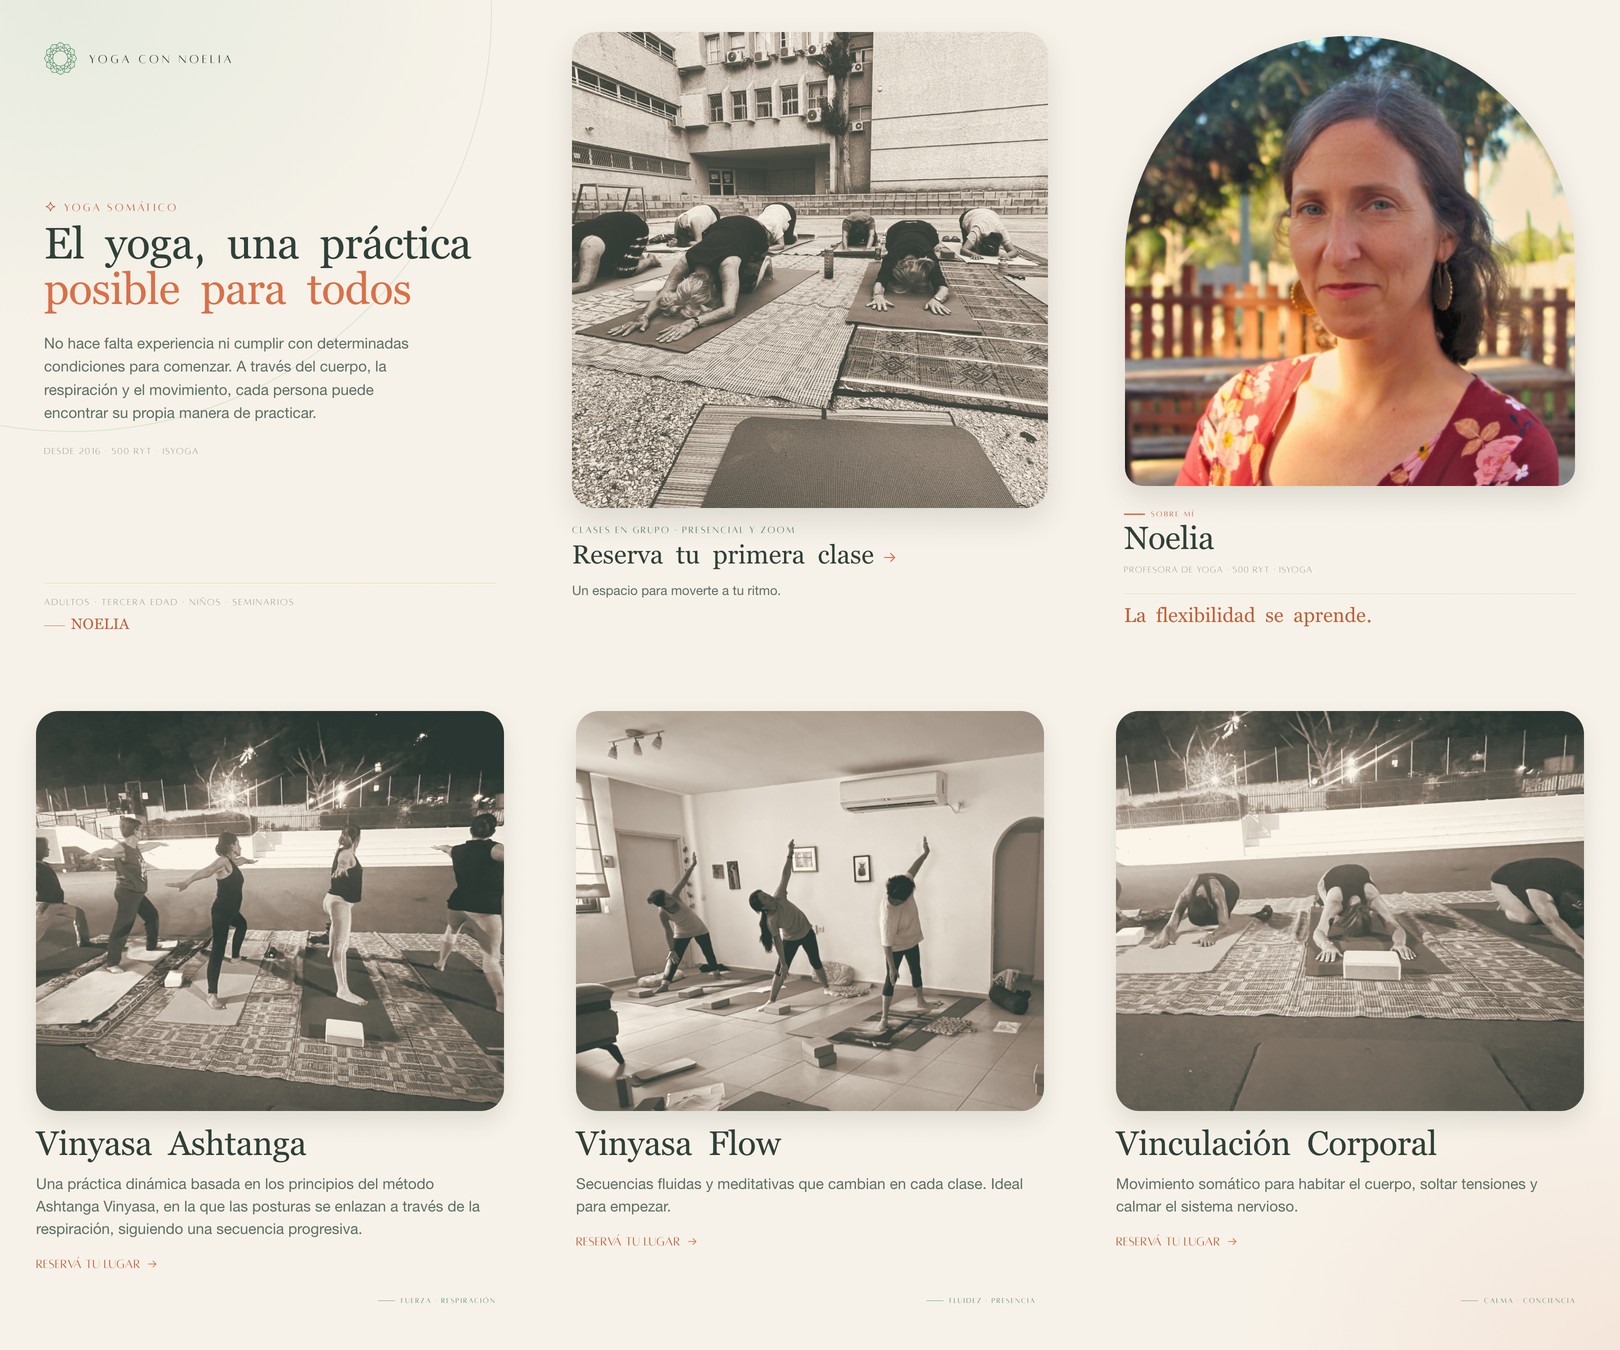 YOGA CON NOELIA
YOGA SOMÁTICO
El yoga, una práctica
posible para todos
No hace falta experiencia ni cumplir con determinadas
condiciones para comenzar. A través del cuerpo, la
respiración y el movimiento, cada persona puede
encontrar su propia manera de practicar.
DESDE 2016 · 500 RYT · ISYOGA
ADULTOS · TERCERA EDAD · NIÑOS · SEMINARIOS
— NOELIA
CLASES EN GRUPO · PRESENCIAL Y ZOOM
Reserva tu primera clase →
Un espacio para moverte a tu ritmo.
— SOBRE MÍ
Noelia
PROFESORA DE YOGA · 500 RYT · ISYOGA
La flexibilidad se aprende.
Vinyasa Ashtanga
Una práctica dinámica basada en los principios del método
Ashtanga Vinyasa, en la que las posturas se enlazan a través de la
respiración, siguiendo una secuencia progresiva.
RESERVÁ TU LUGAR →
— FUERZA · RESPIRACIÓN
Vinyasa Flow
Secuencias fluidas y meditativas que cambian en cada clase. Ideal
para empezar.
RESERVÁ TU LUGAR →
— FLUIDEZ · PRESENCIA
Vinculación Corporal
Movimiento somático para habitar el cuerpo, soltar tensiones y
calmar el sistema nervioso.
RESERVÁ TU LUGAR →
— CALMA · CONCIENCIA